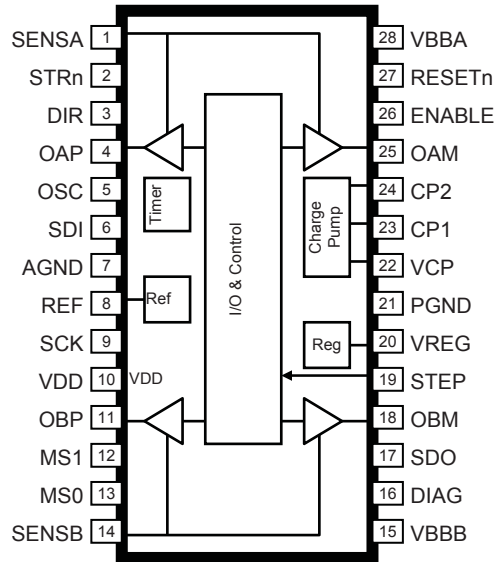 SENSA 1
STRn 2
DIR 3
OAP 4
OSC 5
SDI 6
AGND 7
REF 8
SCK 9
VDD 10 VDD
OBP 11
MS1 12
MS0 13
SENSB 14
Timer
Ref
I/O & Control
Charge
Pump
Reg
28 VBBA
27 RESETn
26 ENABLE
25 OAM
24 CP2
23 CP1
22 VCP
21 PGND
20 VREG
19 STEP
18 OBM
17 SDO
16 DIAG
15 VBBB